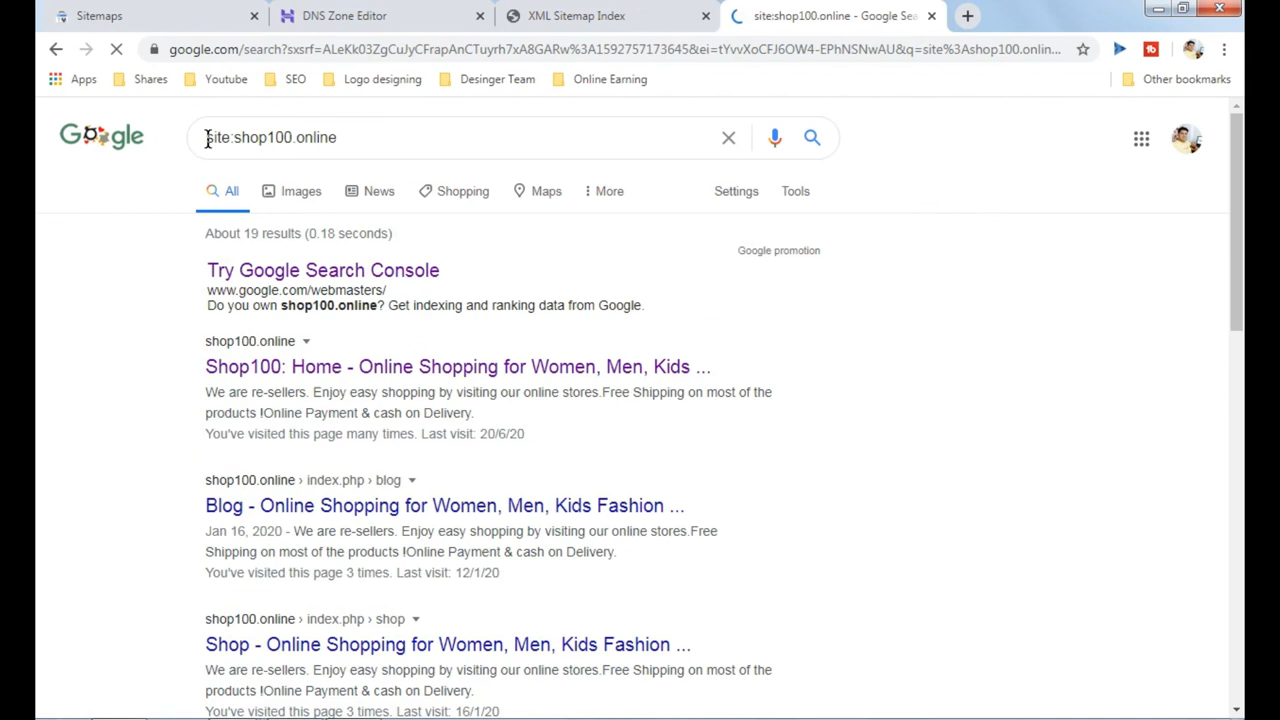 Sitemaps
DNS Zone Editor
XML Sitemap Index
site:shop100.online - Google Sea
google.com/search?sxsrf=ALeKk03ZgCuJyCFrapAnCTuyrh7xA8GARw%3A1592757173645&ei=tYvvXoCFJ6OW4-EPhNSNwAU&q=site%3Ashop100.onlin...
Apps
Shares
Youtube
SEO
Logo designing
Desinger Team
Online Earning
Other bookmarks
Google
site:shop100.online
All
Images
News
Shopping
Maps
More
Settings
Tools
About 19 results (0.18 seconds)
Google promotion
Try Google Search Console
www.google.com/webmasters/
Do you own shop100.online? Get indexing and ranking data from Google.
shop100.online
Shop100: Home - Online Shopping for Women, Men, Kids ...
We are re-sellers. Enjoy easy shopping by visiting our online stores.Free Shipping on most of the
products !Online Payment & cash on Delivery.
You've visited this page many times. Last visit: 20/6/20
shop100.online › index.php › blog
Blog - Online Shopping for Women, Men, Kids Fashion ...
Jan 16, 2020 - We are re-sellers. Enjoy easy shopping by visiting our online stores.Free
Shipping on most of the products !Online Payment & cash on Delivery.
You've visited this page 3 times. Last visit: 12/1/20
shop100.online › index.php › shop
Shop - Online Shopping for Women, Men, Kids Fashion ...
We are re-sellers. Enjoy easy shopping by visiting our online stores.Free Shipping on most of the
products !Online Payment & cash on Delivery.
You've visited this page 3 times. Last visit: 16/1/20